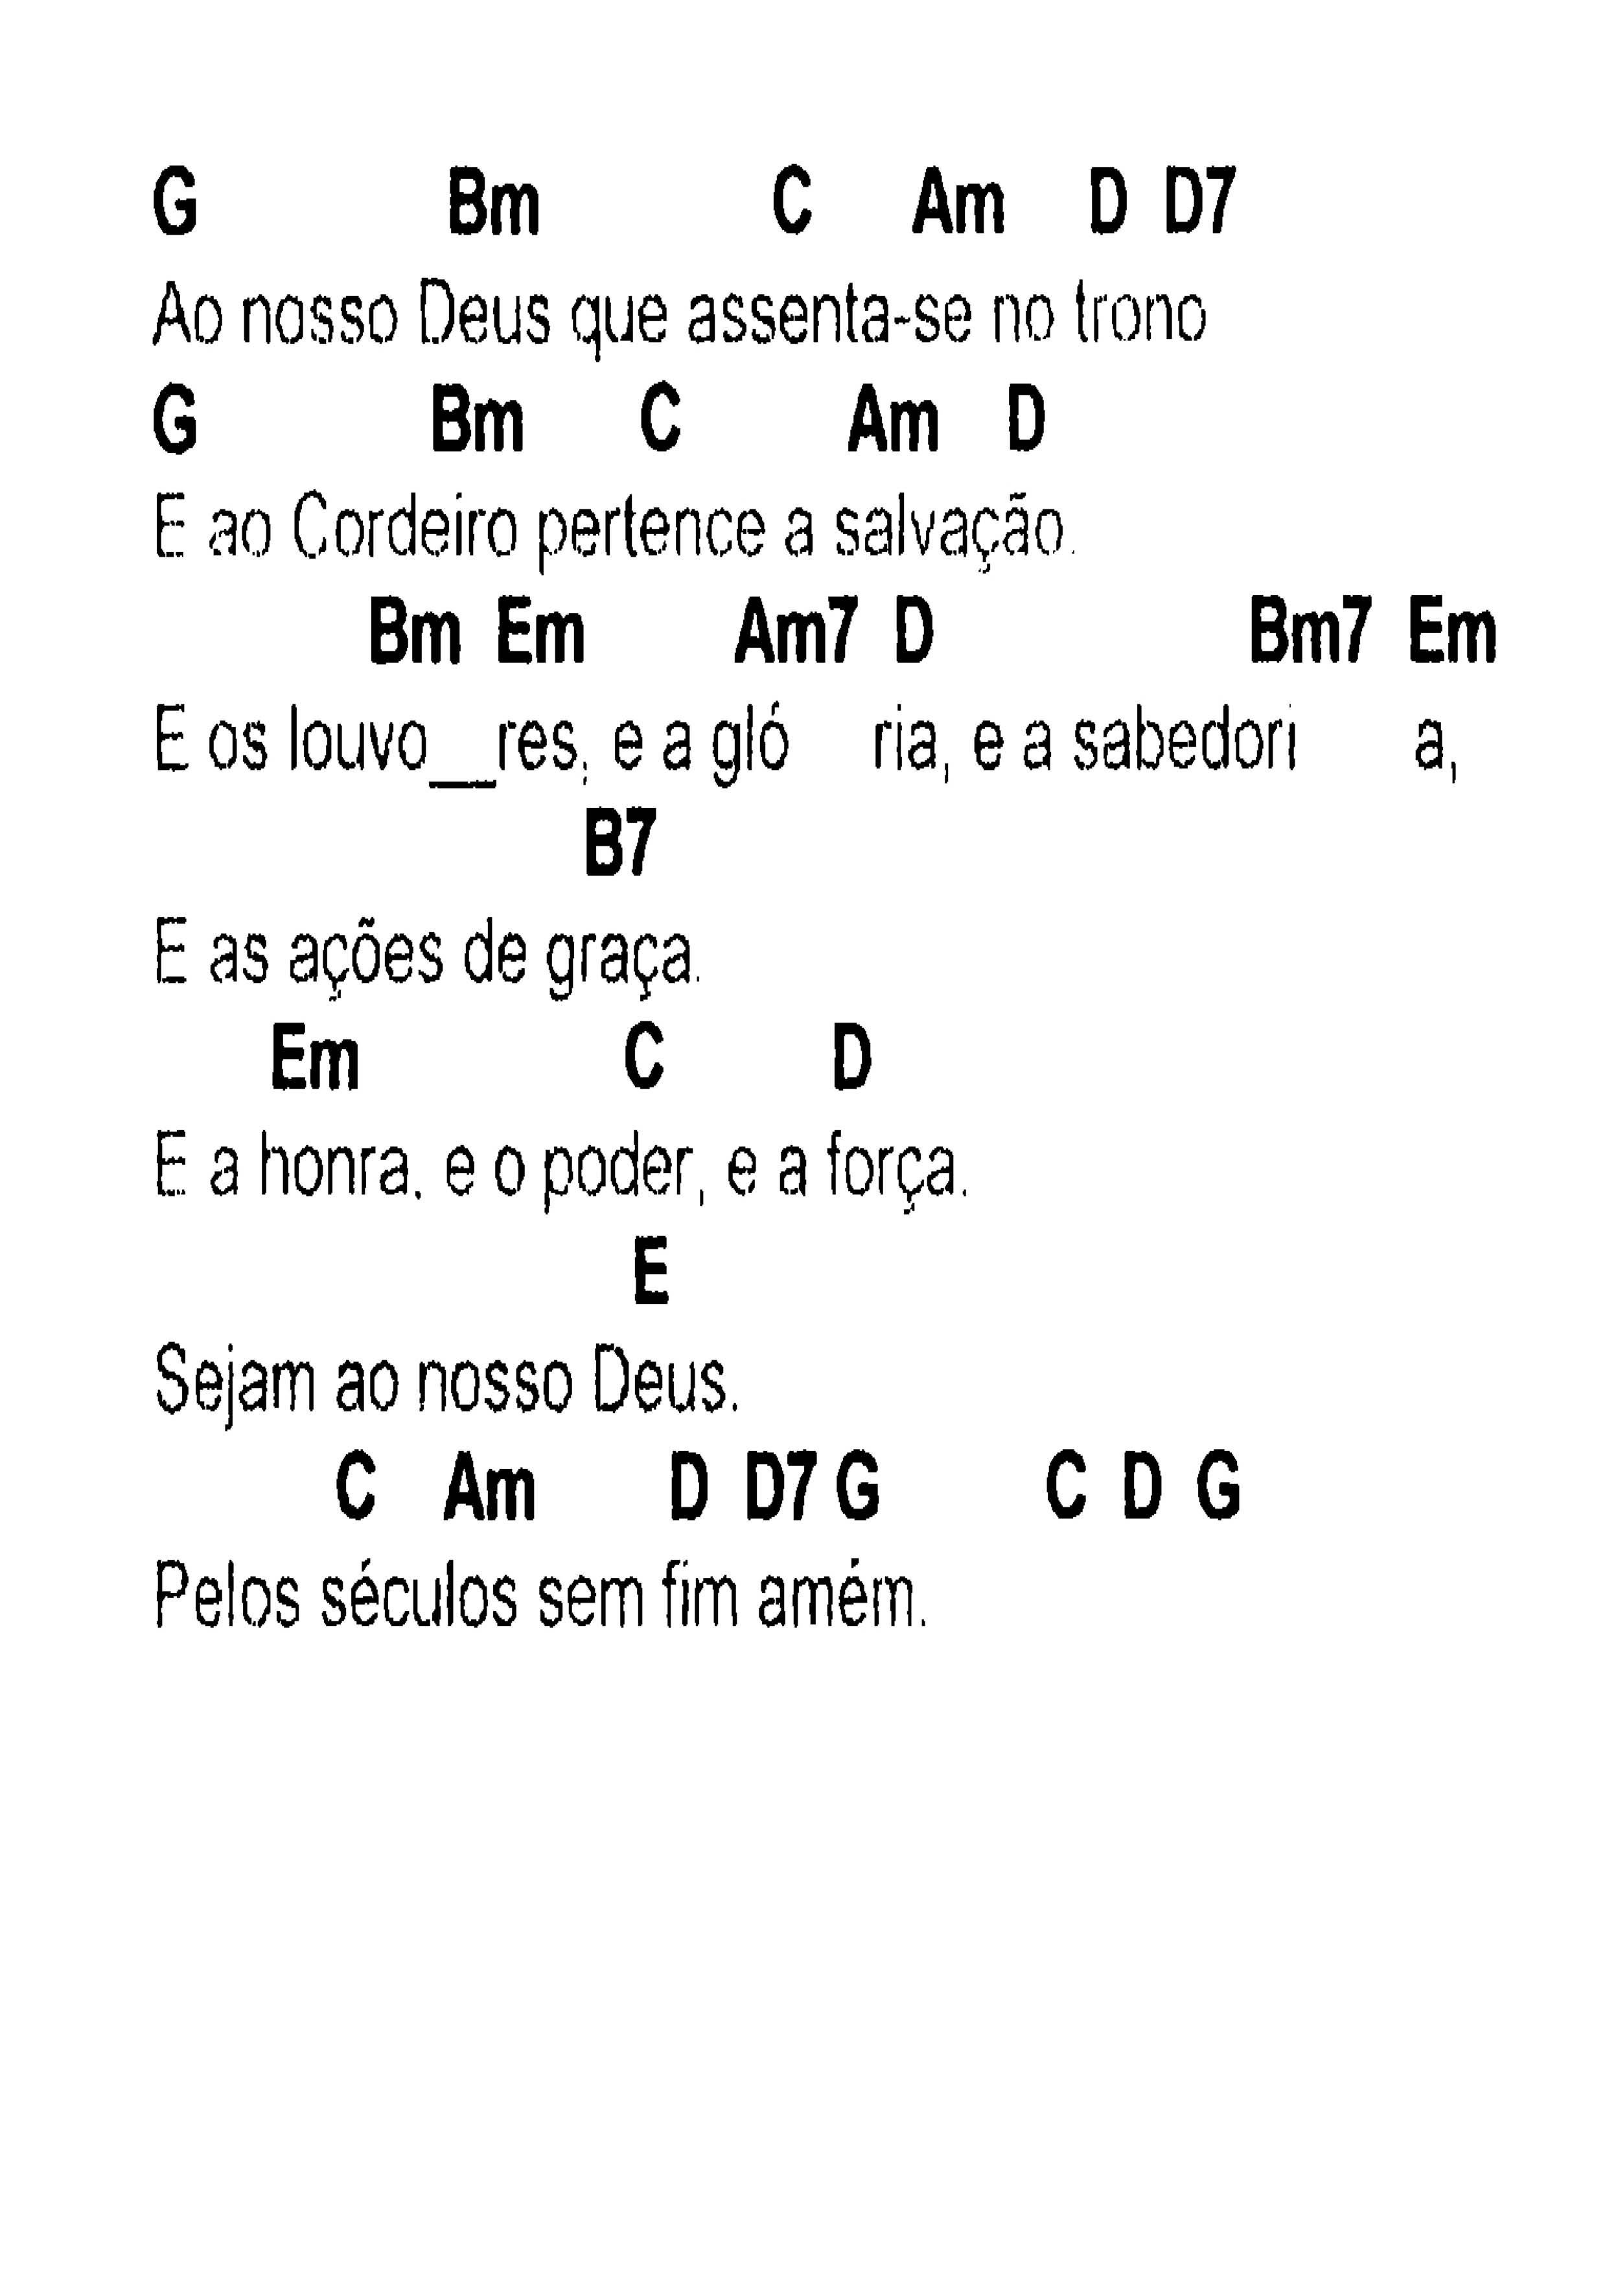 G Bm C Am D D7
Ao nosso Deus que assenta-se no trono
G Bm C Am D
E ao Cordeiro pertence a salvação.
Bm Em Am7 D Bm7 Em
E os louvo__res, e a gló ria, e a sabedori a,
B7
E as ações de graça.
Em C D
E a honra, e o poder, e a força.
E
Sejam ao nosso Deus.
C Am D D7 G C D G
Pelos séculos sem fim amém.